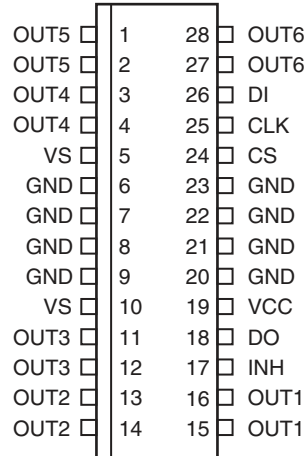 OUT5 1 28 OUT6
OUT5 2 27 OUT6
OUT4 3 26 DI
OUT4 4 25 CLK
VS 5 24 CS
GND 6 23 GND
GND 7 22 GND
GND 8 21 GND
GND 9 20 GND
VS 10 19 VCC
OUT3 11 18 DO
OUT3 12 17 INH
OUT2 13 16 OUT1
OUT2 14 15 OUT1